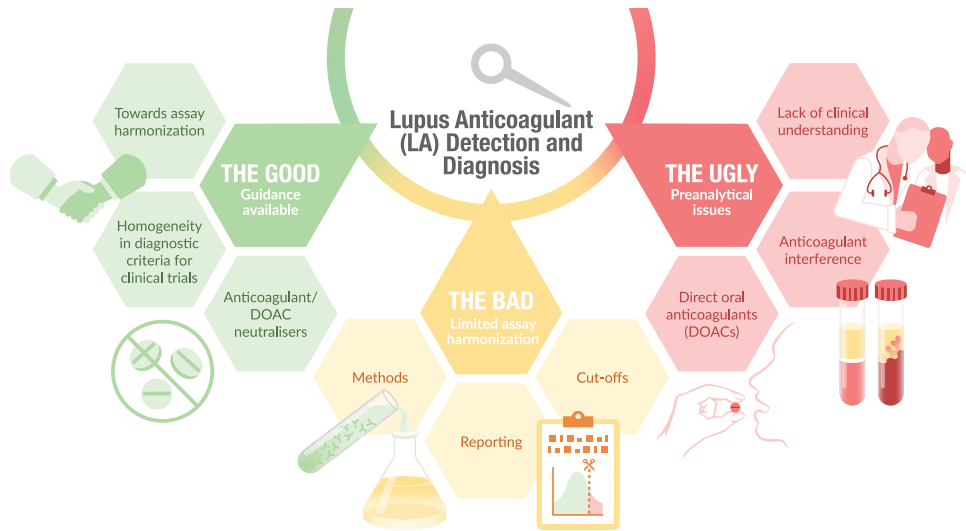 Lupus Anticoagulant
(LA) Detection and
Diagnosis
THE GOOD
Guidance
available
Towards assay
harmonization
Homogeneity
in diagnostic
criteria for
clinical trials
Anticoagulant/
DOAC
neutralisers
THE BAD
Limited assay
harmonization
Methods
Reporting
Cut-offs
THE UGLY
Preanalytical
issues
Lack of clinical
understanding
Anticoagulant
interference
Direct oral
anticoagulants
(DOACs)